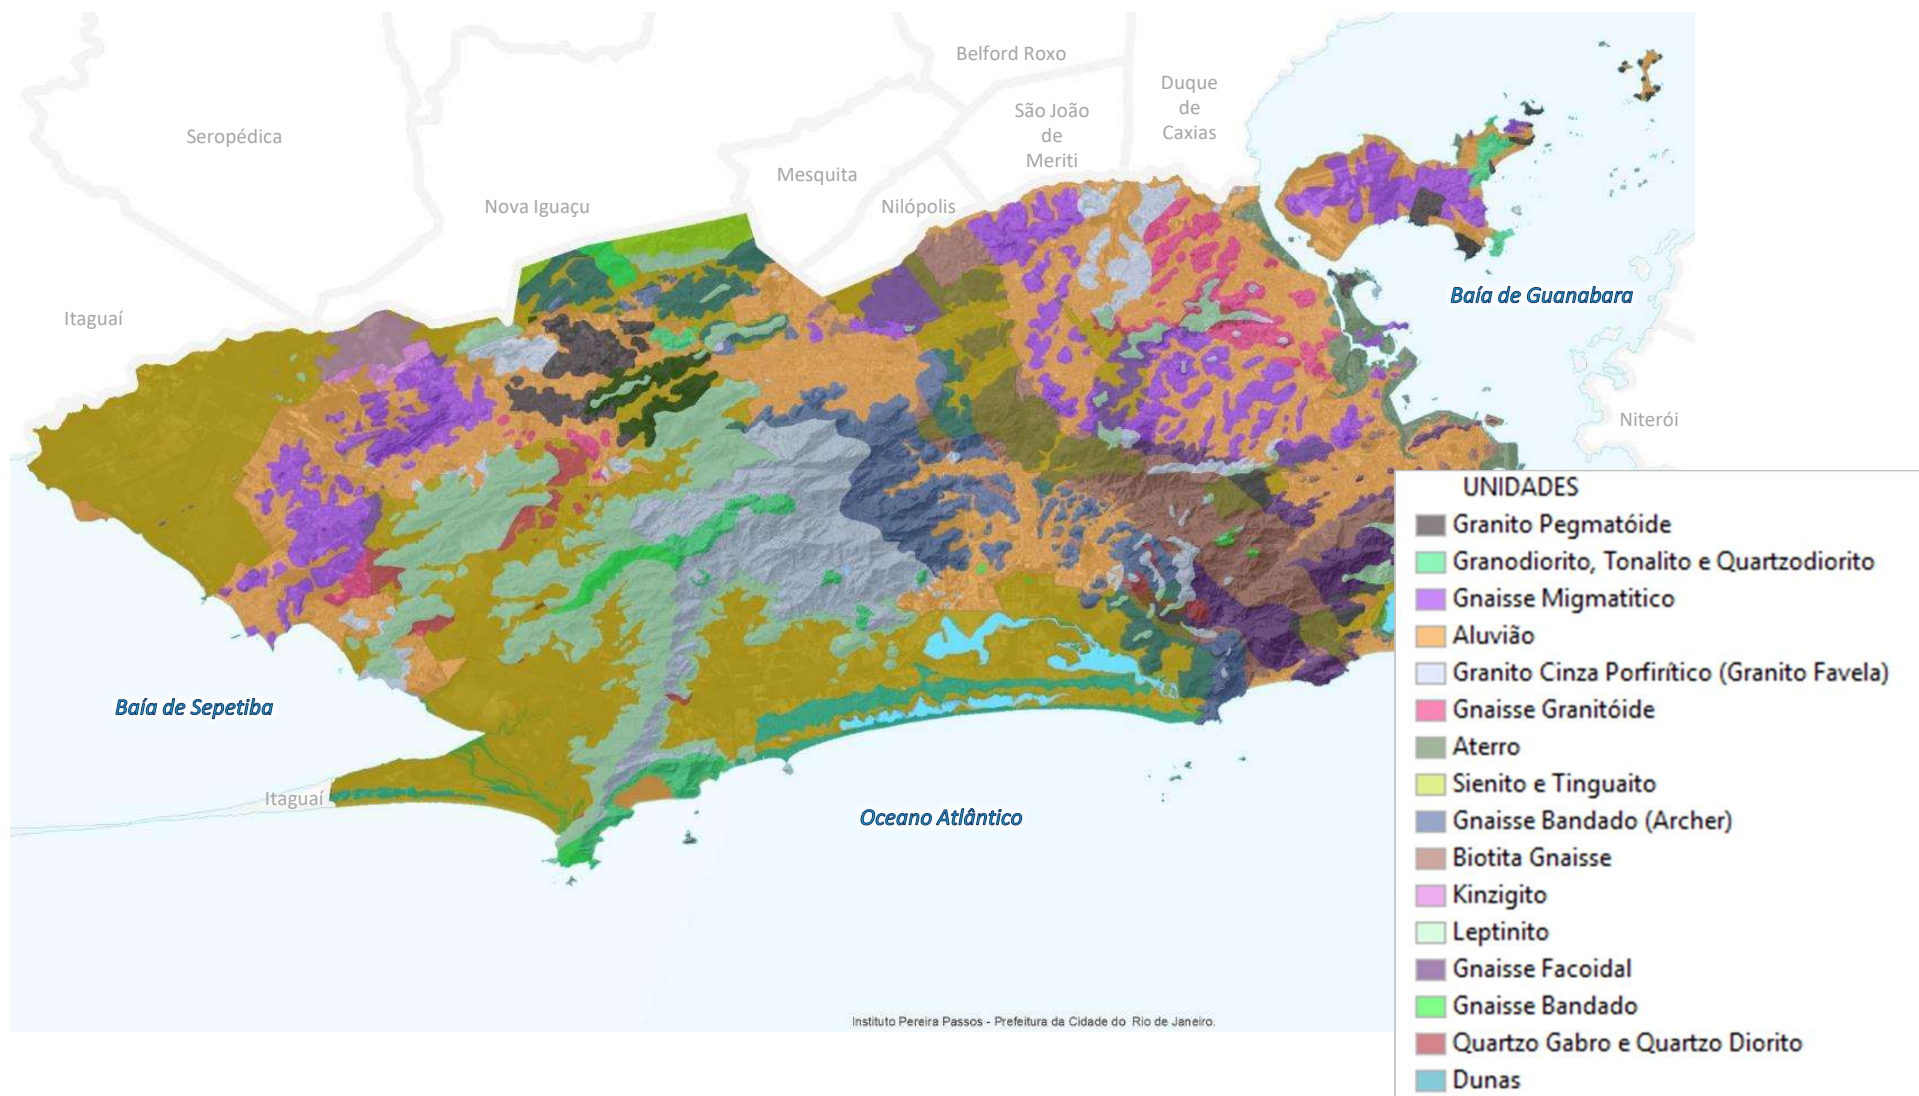 Belford Roxo
Duque
de
Caxias
São João
de
Meriti
Seropédica
Mesquita
Nova Iguaçu
Nilópolis
Itaguaí
Baía de Guanabara
Niterói
Baía de Sepetiba
Itaguaí
Oceano Atlântico
Instituto Pereira Passos - Prefeitura da Cidade do Rio de Janeiro.
UNIDADES
Granito Pegmatóide
Granodiorito, Tonalito e Quartzodiorito
Gnaisse Migmatitico
Aluvião
Granito Cinza Porfirítico (Granito Favela)
Gnaisse Granitóide
Aterro
Sienito e Tinguaito
Gnaisse Bandado (Archer)
Biotita Gnaisse
Kinzigito
Leptinito
Gnaisse Facoidal
Gnaisse Bandado
Quartzo Gabro e Quartzo Diorito
Dunas